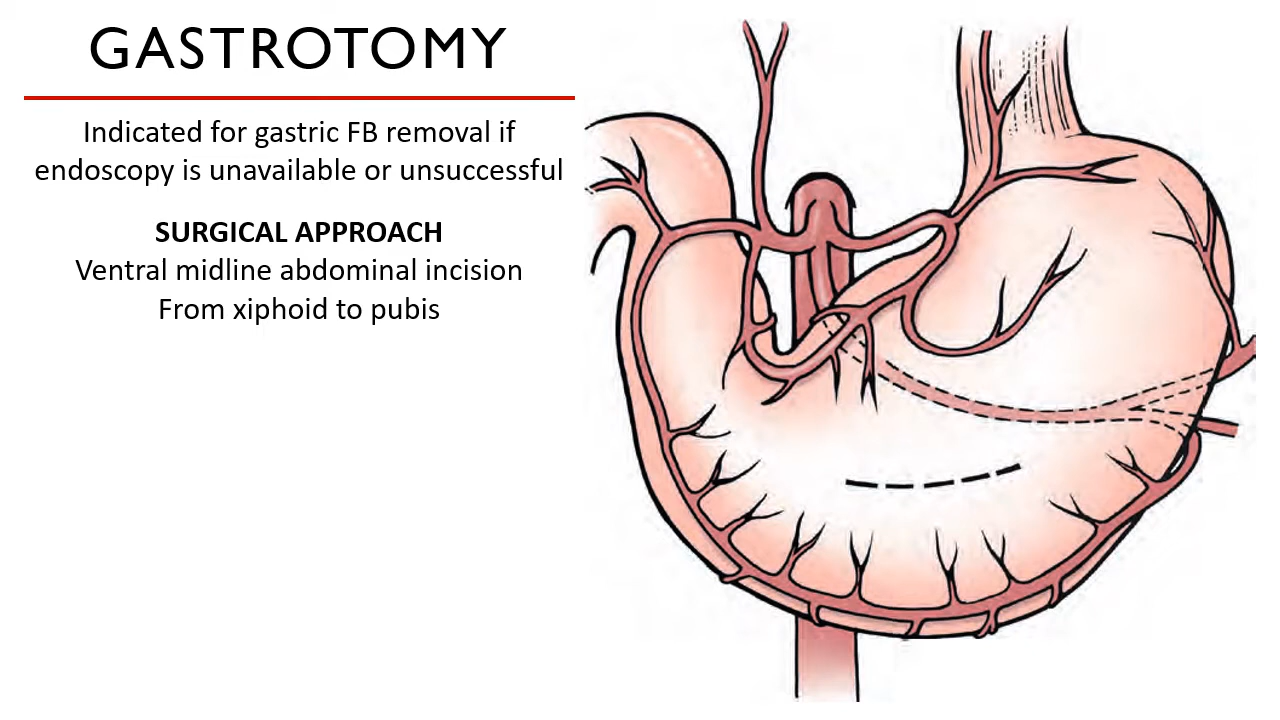 GASTROTOMY
Indicated for gastric FB removal if
endoscopy is unavailable or unsuccessful
SURGICAL APPROACH
Ventral midline abdominal incision
From xiphoid to pubis